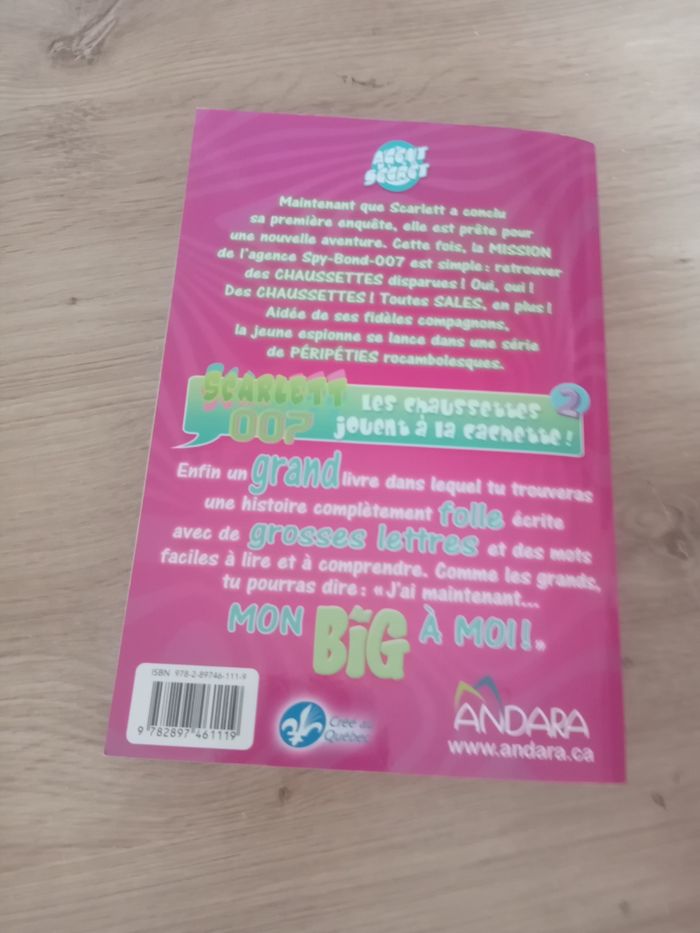 AGENT
SECRET
Maintenant que Scarlett a conclu
sa première enquête, elle est prête pour
une nouvelle aventure. Cette fois, la MISSION
de l'agence Spy-Bond-007 est simple : retrouver
des CHAUSSETTES disparues ! Oui, oui !
Des CHAUSSETTES ! Toutes SALES, en plus !
Aidée de ses fidèles compagnons,
la jeune espionne se lance dans une série
de PÉRIPÉTIES rocambolesques.
SCARLETT
007
Les chaussettes
jouent à la cachette !
2
Enfin un grand livre dans lequel tu trouveras
une histoire complètement folle écrite
avec de grosses lettres et des mots
faciles à lire et à comprendre. Comme les grands,
tu pourras dire : « J'ai maintenant...
MON BIG À MOI ! »
ISBN 978-2-89746-111-9
9 782897 461119
Créé au
Québec
ANDARA
www.andara.ca